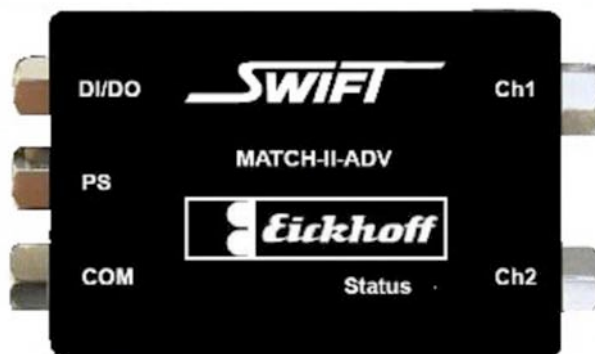 DI/DO
SWIFT
Ch1
MATCH-II-ADV
PS
Eickhoff
COM
Status
Ch2